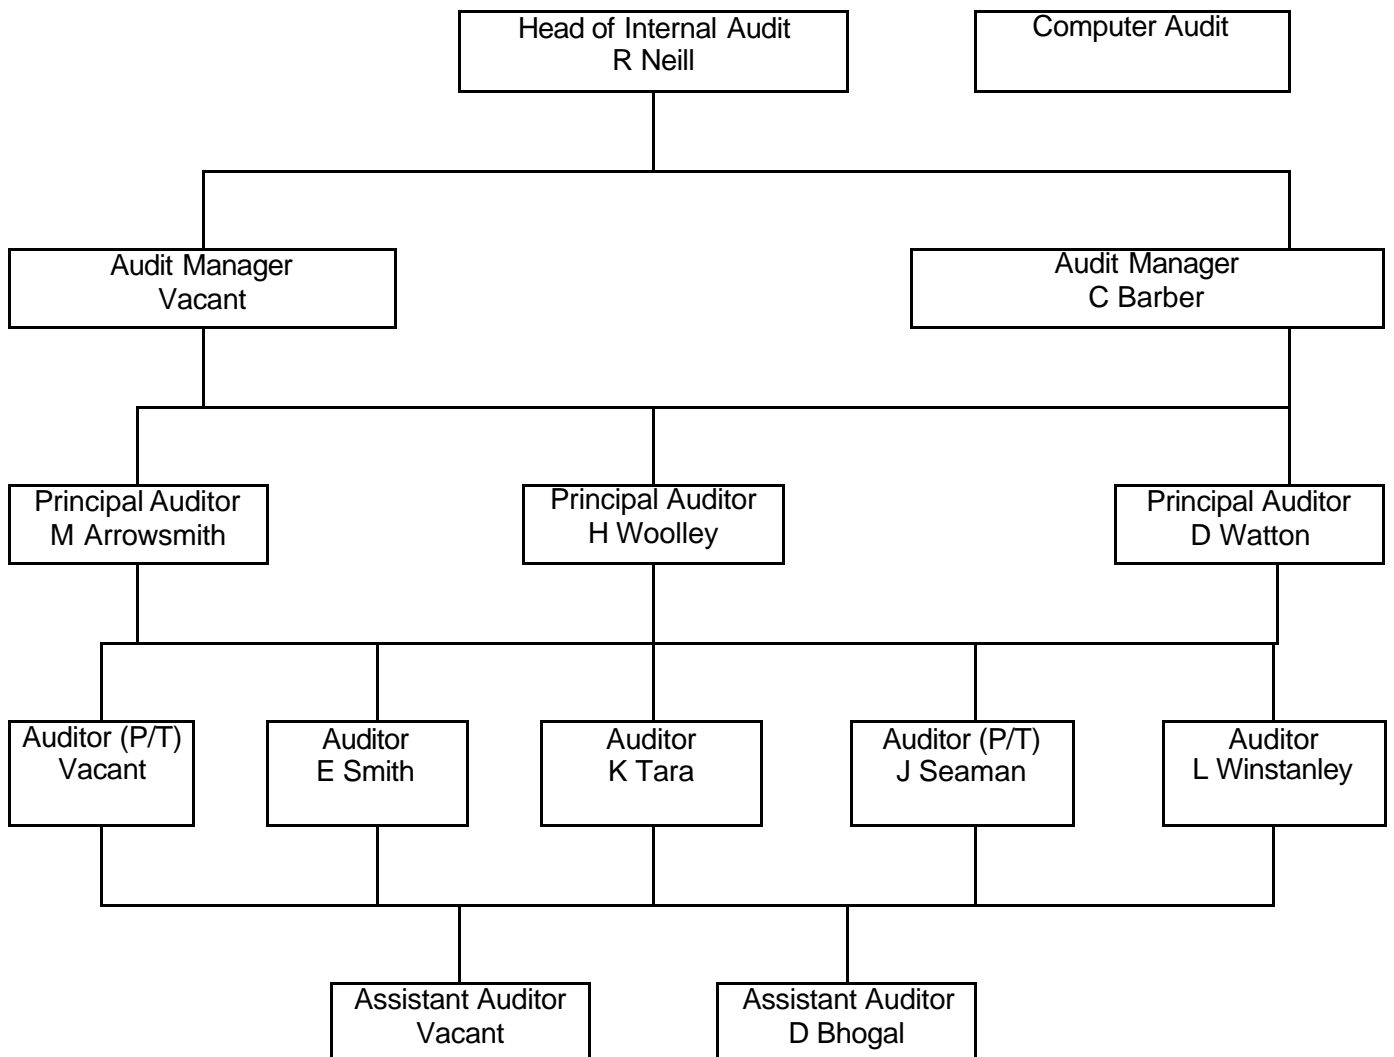 Head of Internal Audit
R Neill
Computer Audit
Audit Manager
Vacant
Audit Manager
C Barber
Principal Auditor
M Arrowsmith
Principal Auditor
H Woolley
Principal Auditor
D Watton
Auditor (P/T)
Vacant
Auditor
E Smith
Auditor
K Tara
Auditor (P/T)
J Seaman
Auditor
L Winstanley
Assistant Auditor
Vacant
Assistant Auditor
D Bhogal